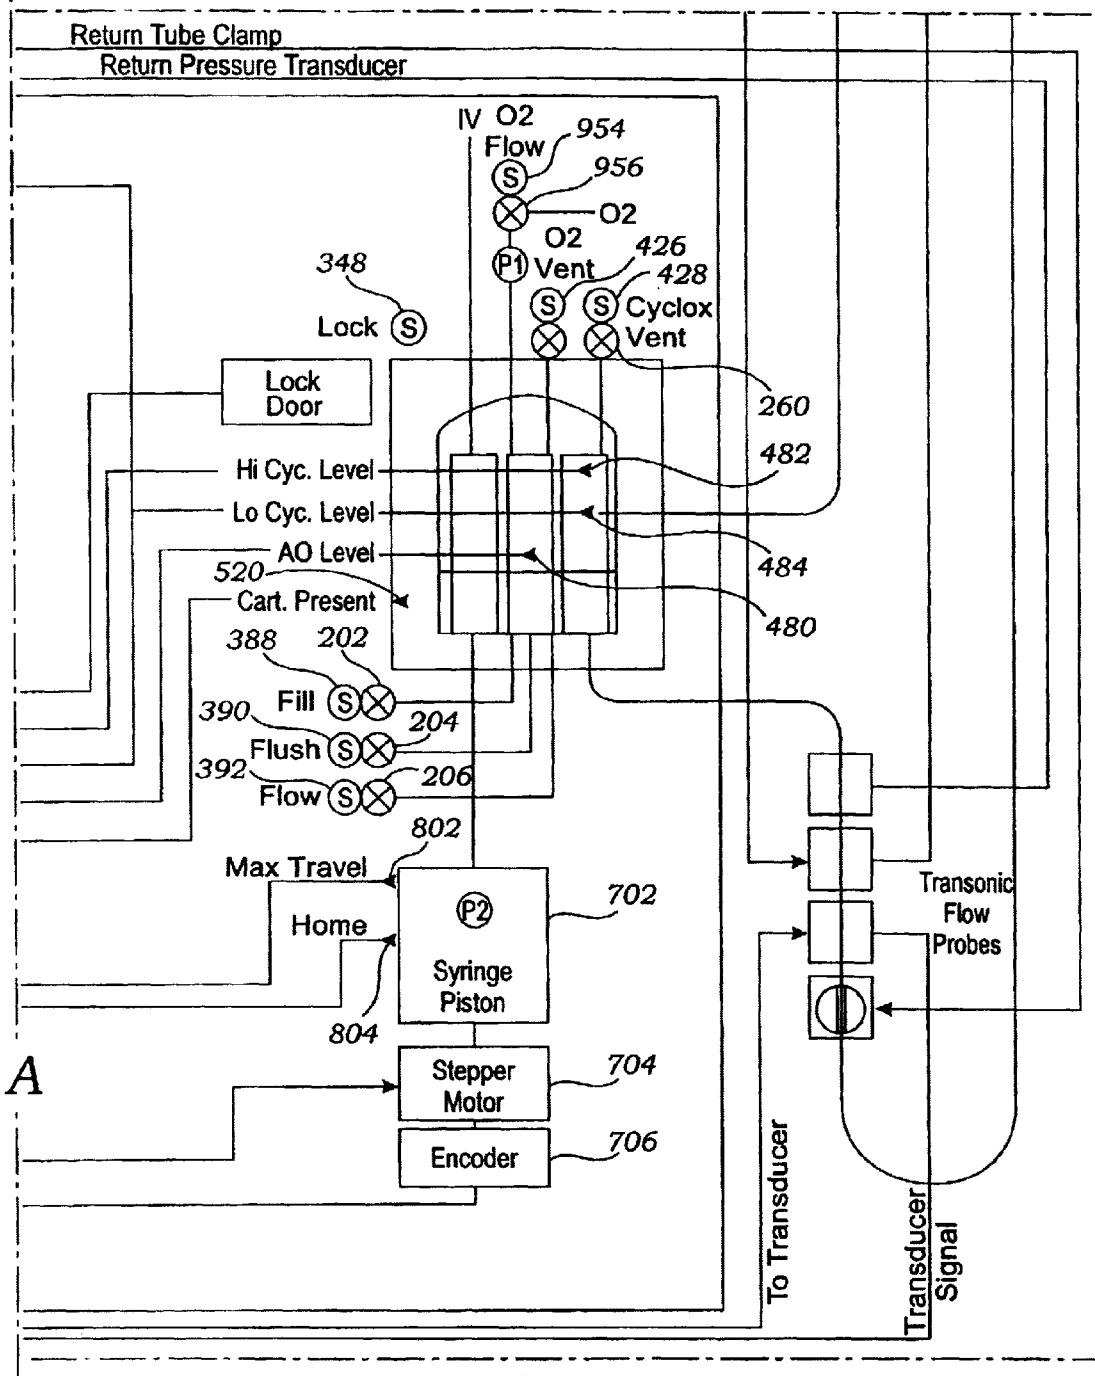 Return Tube Clamp
Return Pressure Transducer
IV O2
Flow
954
S
956
O2
P1
O2
Vent
426
428
S
S
Cyclox
Vent
348
Lock S
260
Lock
Door
Hi Cyc. Level
482
Lo Cyc. Level
484
AO Level
520
Cart. Present
480
388
202
Fill S
390
204
Flush S
392
206
Flow S
802
Max Travel
702
P2
Home
Syringe
Piston
804
Transonic
Flow
Probes
A
Stepper
Motor
704
Encoder
706
To Transducer
Transducer
Signal